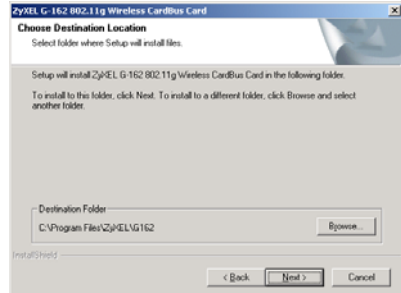 ZyXEL G-162 802.11g Wireless CardBus Card
Choose Destination Location
Select folder where Setup will install files.
Setup will install ZyXEL G-162 802.11g Wireless CardBus Card in the following folder.
To install to this folder, click Next. To install to a different folder, click Browse and select
another folder.
Destination Folder
C:\Program Files\ZyXEL\G162
Browse...
InstallShield
< Back Next > Cancel